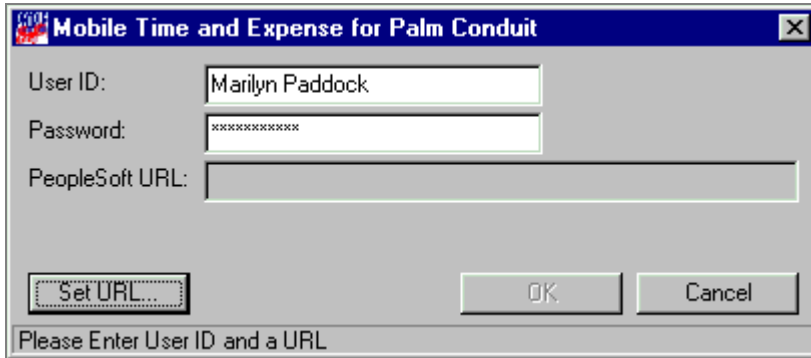 Mobile Time and Expense for Palm Conduit
User ID: Marilyn Paddock
Password: ***********
PeopleSoft URL:
Set URL... OK Cancel
Please Enter User ID and a URL